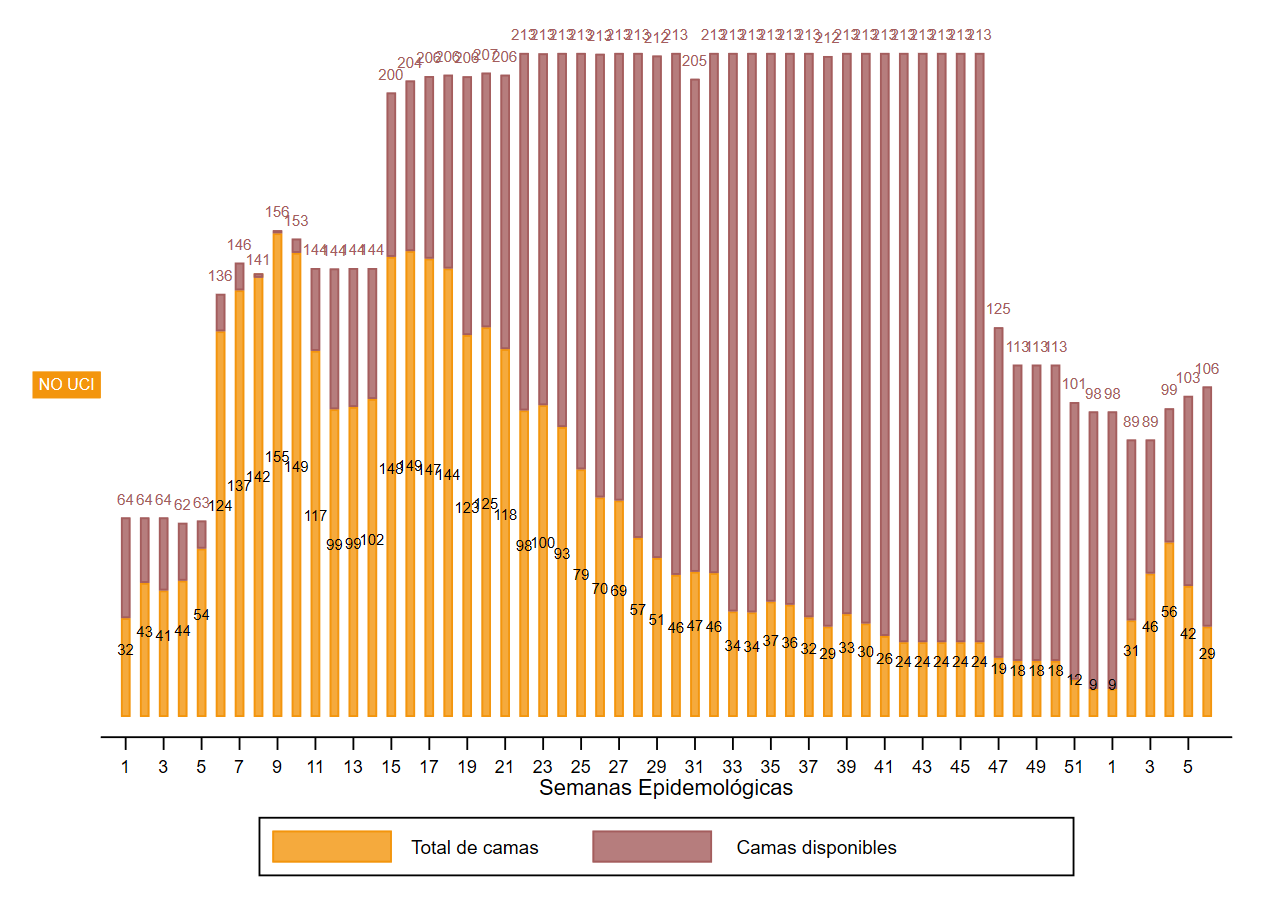 213 213 213 213 213 213 213 212 213 213 213 213 213 213 213 212 213 213 213 213 213 213 213 213
200 204 206 206 206 207 206 205
156 153
146 141 144 144 144 144
136
125
113 113 113
101 98 98 99 103 106
89 89
NO UCI
64 64 64 62 63
124 137 142 155 149
117 99 99 102
148 149 147 144
123 125 118
98 100 93
79 70 69
57 51 46 47 46
32 43 41 44 54
34 34 37 36 32 29 33 30 26 24 24 24 24 24
19 18 18 18 12 9 9
31 46 56 42 29
1 3 5 7 9 11 13 15 17 19 21 23 25 27 29 31 33 35 37 39 41 43 45 47 49 51 1 3 5
Semanas Epidemológicas
Total de camas Camas disponibles